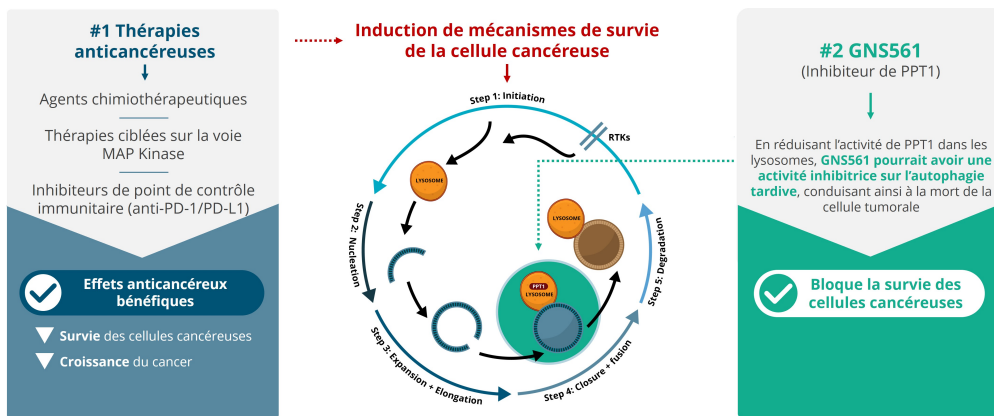 #1 Thérapies
anticancéreuses
Agents chimiothérapeutiques
Thérapies ciblées sur la voie
MAP Kinase
Inhibiteurs de point de contrôle
immunitaire (anti-PD-1/PD-L1)
Effets anticancéreux
bénéfiques
Survie des cellules cancéreuses
Croissance du cancer
Induction de mécanismes de survie
de la cellule cancéreuse
Step 1: Initiation
RTKs
LYSOSOME
Step 2: Nucleation
Step 3: Expansion + Elongation
PPT1
LYSOSOME
Step 4: Closure + fusion
LYSOSOME
Step 5: Degradation
#2 GNS561
(Inhibiteur de PPT1)
En réduisant l’activité de PPT1 dans les
lysosomes, GNS561 pourrait avoir une
activité inhibitrice sur l’autophagie
tardive, conduisant ainsi à la mort de la
cellule tumorale
Bloque la survie des
cellules cancéreuses